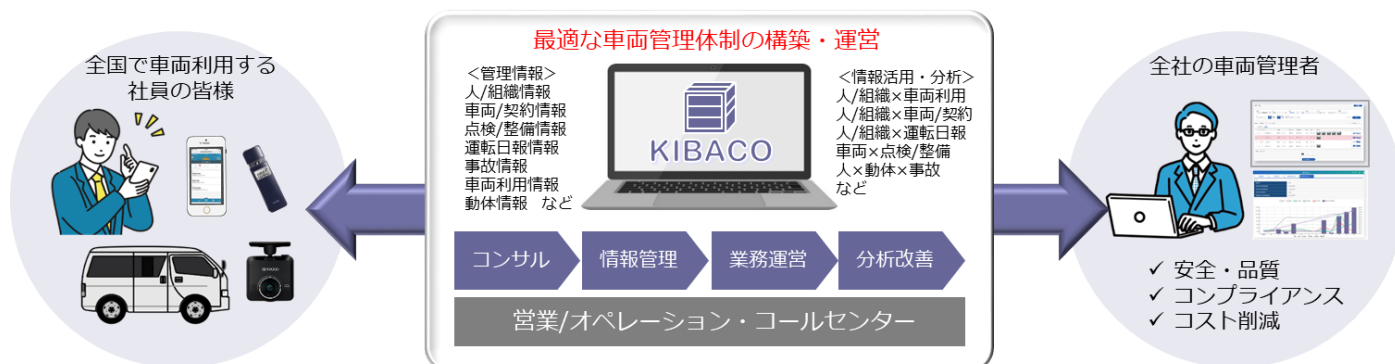 全国で車両利用する
社員の皆様
最適な車両管理体制の構築・運営
＜管理情報＞
人/組織情報
車両/契約情報
点検/整備情報
運転日報情報
事故情報
車両利用情報
動体情報　など
KIBACO
＜情報活用・分析＞
人/組織×車両利用
人/組織×車両/契約
人/組織×運転日報
車両×点検/整備
人×動体×事故
など
コンサル
情報管理
業務運営
分析改善
営業/オペレーション・コールセンター
全社の車両管理者
✓ 安全・品質
✓ コンプライアンス
✓ コスト削減